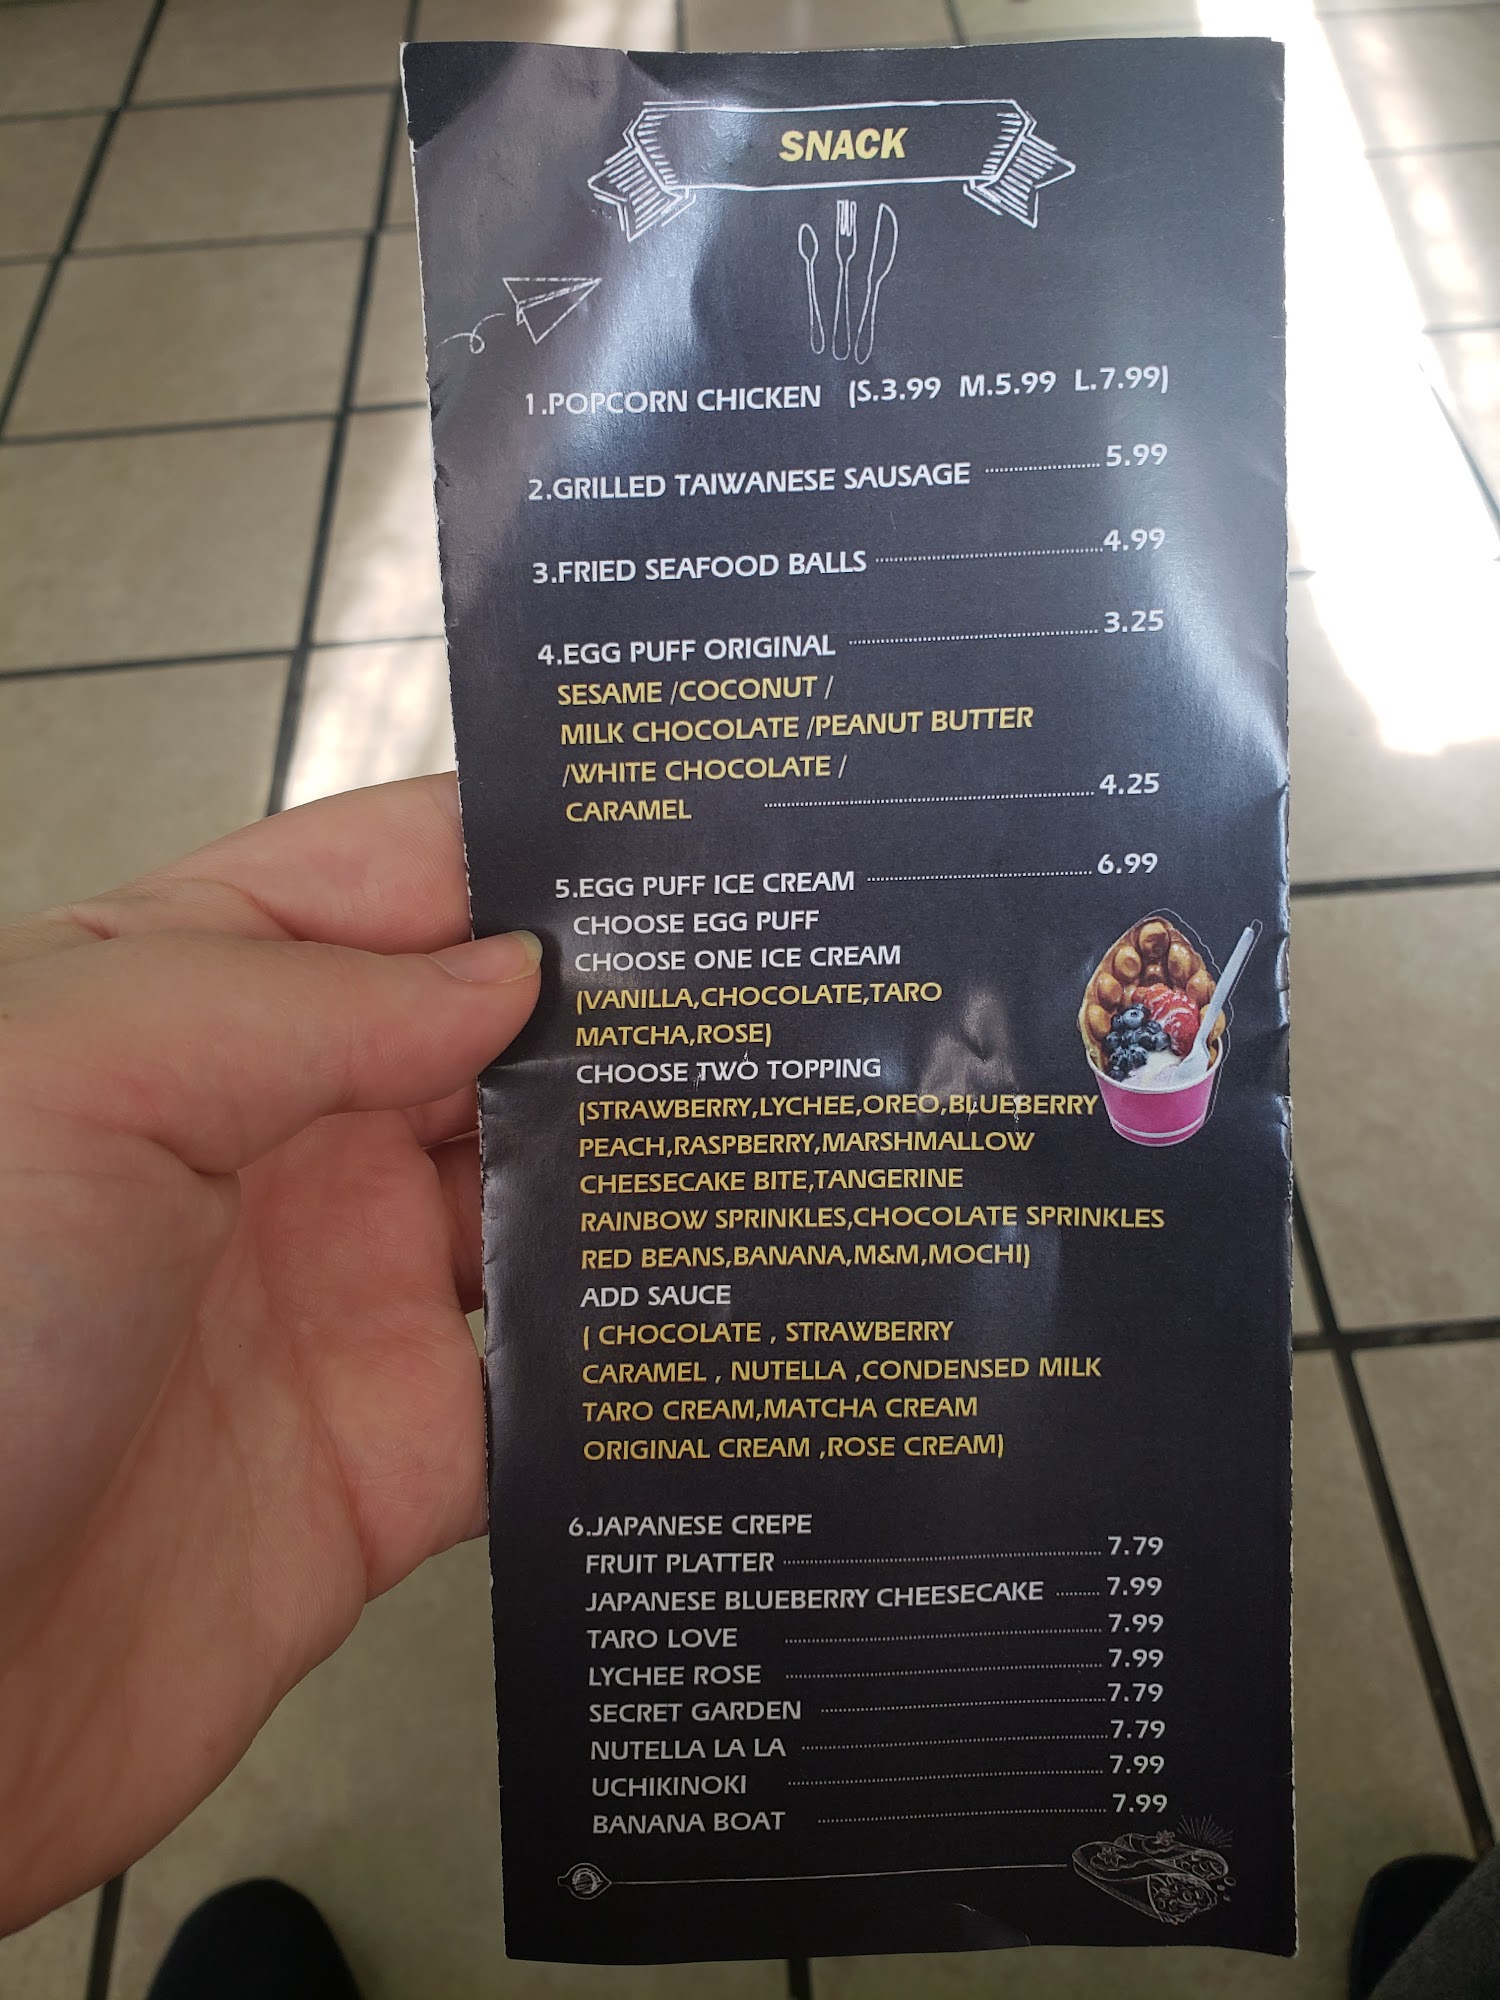 SNACK
1.POPCORN CHICKEN (S.3.99 M.5.99 L.7.99)
2.GRILLED TAIWANESE SAUSAGE 5.99
3.FRIED SEAFOOD BALLS 4.99
4.EGG PUFF ORIGINAL 3.25
SESAME /COCONUT /
MILK CHOCOLATE /PEANUT BUTTER
/WHITE CHOCOLATE /
CARAMEL 4.25
5.EGG PUFF ICE CREAM 6.99
CHOOSE EGG PUFF
CHOOSE ONE ICE CREAM
(VANILLA,CHOCOLATE,TARO
MATCHA,ROSE)
CHOOSE TWO TOPPING
(STRAWBERRY,LYCHEE,OREO,BLUEBERRY
PEACH,RASPBERRY,MARSHMALLOW
CHEESECAKE BITE,TANGERINE
RAINBOW SPRINKLES,CHOCOLATE SPRINKLES
RED BEANS,BANANA,M&M,MOCHI)
ADD SAUCE
( CHOCOLATE , STRAWBERRY
CARAMEL , NUTELLA ,CONDENSED MILK
TARO CREAM,MATCHA CREAM
ORIGINAL CREAM ,ROSE CREAM)
6.JAPANESE CREPE
FRUIT PLATTER 7.79
JAPANESE BLUEBERRY CHEESECAKE 7.99
TARO LOVE 7.99
LYCHEE ROSE 7.99
SECRET GARDEN 7.79
NUTELLA LA LA 7.79
UCHIKINOKI 7.99
BANANA BOAT 7.99